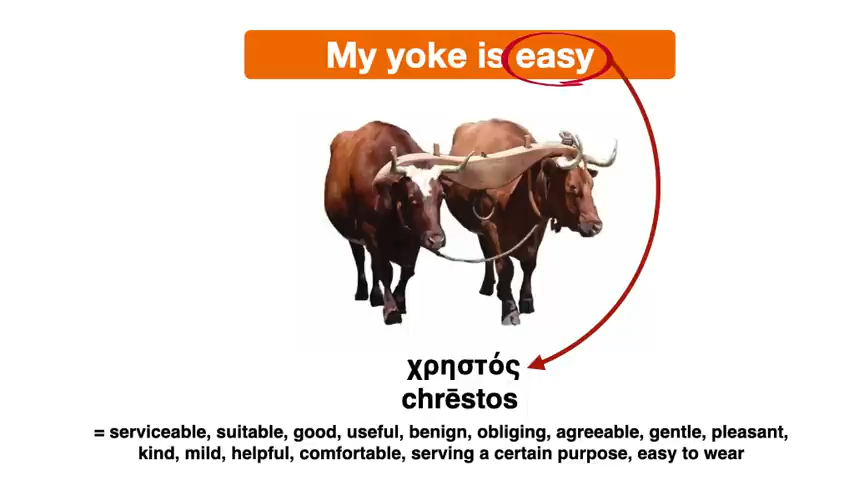 My yoke is easy
χρηστός
chrēstos
= serviceable, suitable, good, useful, benign, obliging, agreeable, gentle, pleasant,
kind, mild, helpful, comfortable, serving a certain purpose, easy to wear